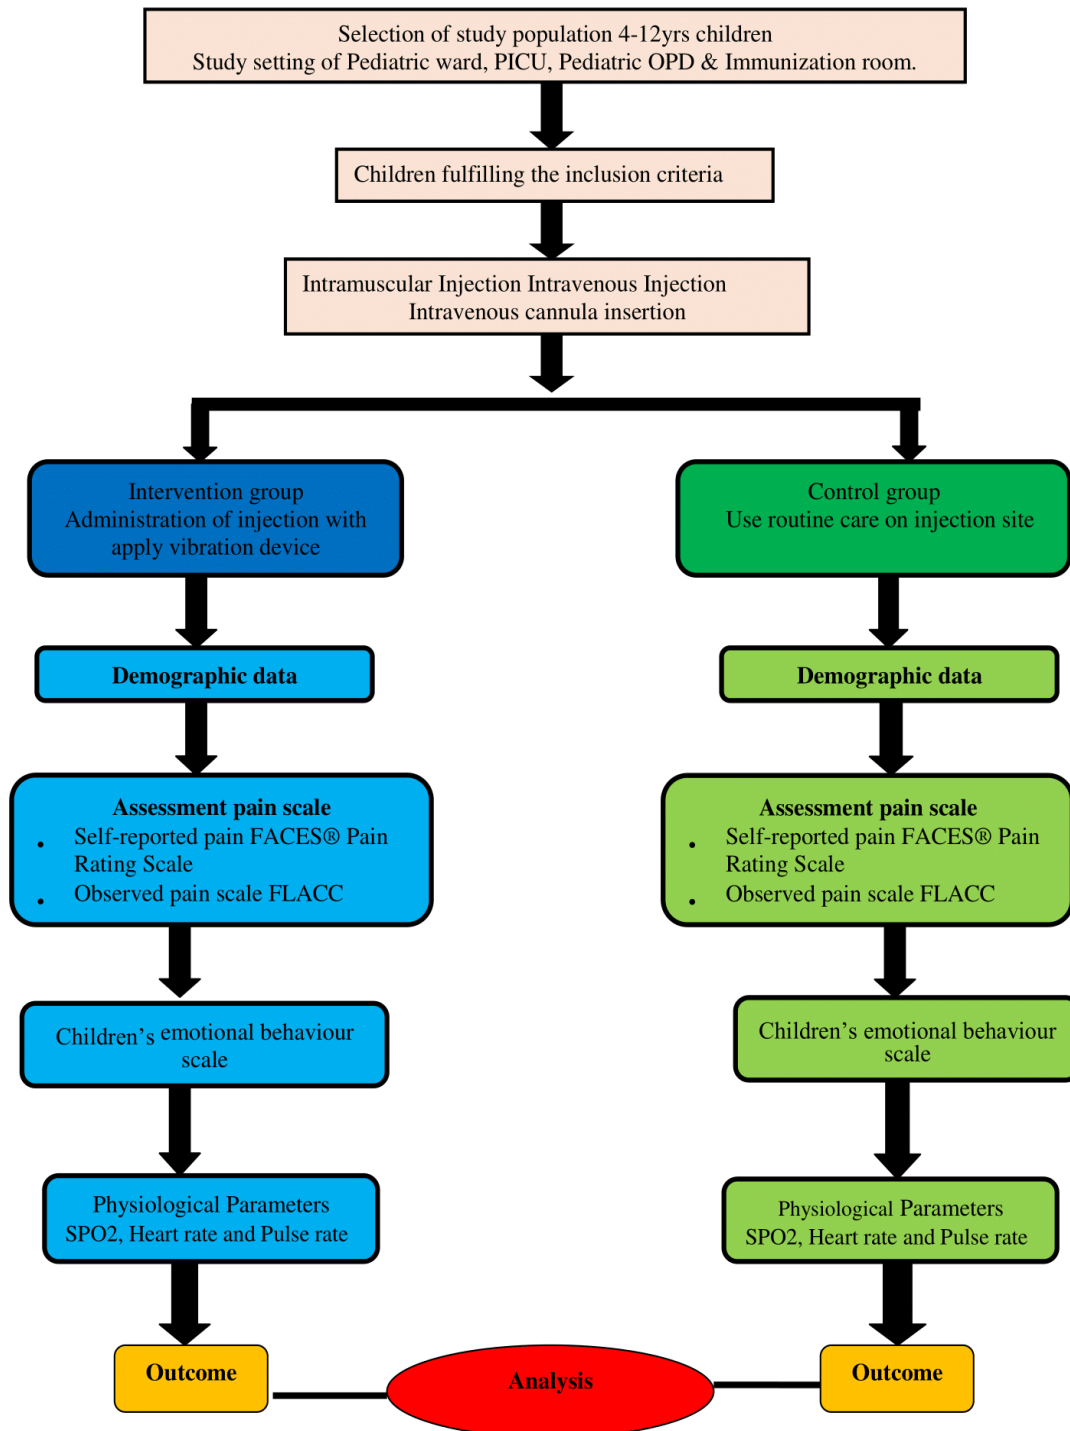 Selection of study population 4-12yrs children
Study setting of Pediatric ward, PICU, Pediatric OPD & Immunization room.
Children fulfilling the inclusion criteria
Intramuscular Injection Intravenous Injection
Intravenous cannula insertion
Intervention group
Administration of injection with
apply vibration device
Control group
Use routine care on injection site
Demographic data
Demographic data
Assessment pain scale
• Self-reported pain FACES® Pain
Rating Scale
• Observed pain scale FLACC
Assessment pain scale
• Self-reported pain FACES® Pain
Rating Scale
• Observed pain scale FLACC
Children's emotional behaviour
scale
Children's emotional behaviour
scale
Physiological Parameters
SPO2, Heart rate and Pulse rate
Physiological Parameters
SPO2, Heart rate and Pulse rate
Outcome
Analysis
Outcome